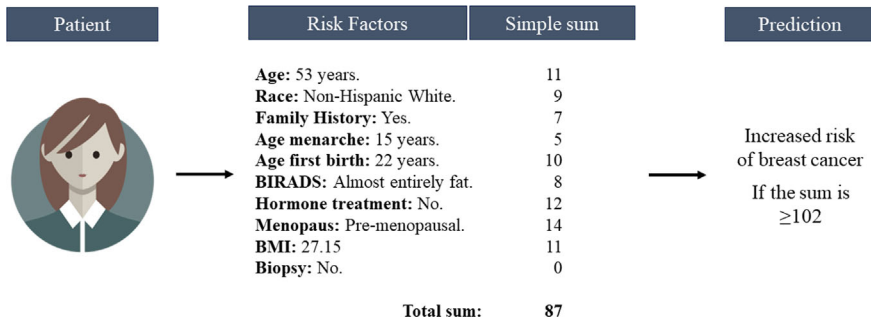 Patient
Risk Factors
Simple sum
Prediction
Age: 53 years. 11
Race: Non-Hispanic White. 9
Family History: Yes. 7
Age menarche: 15 years. 5
Age first birth: 22 years. 10
BIRADS: Almost entirely fat. 8
Hormone treatment: No. 12
Menopaus: Pre-menopausal. 14
BMI: 27.15 11
Biopsy: No. 0
Total sum: 87
Increased risk
of breast cancer
If the sum is
≥102